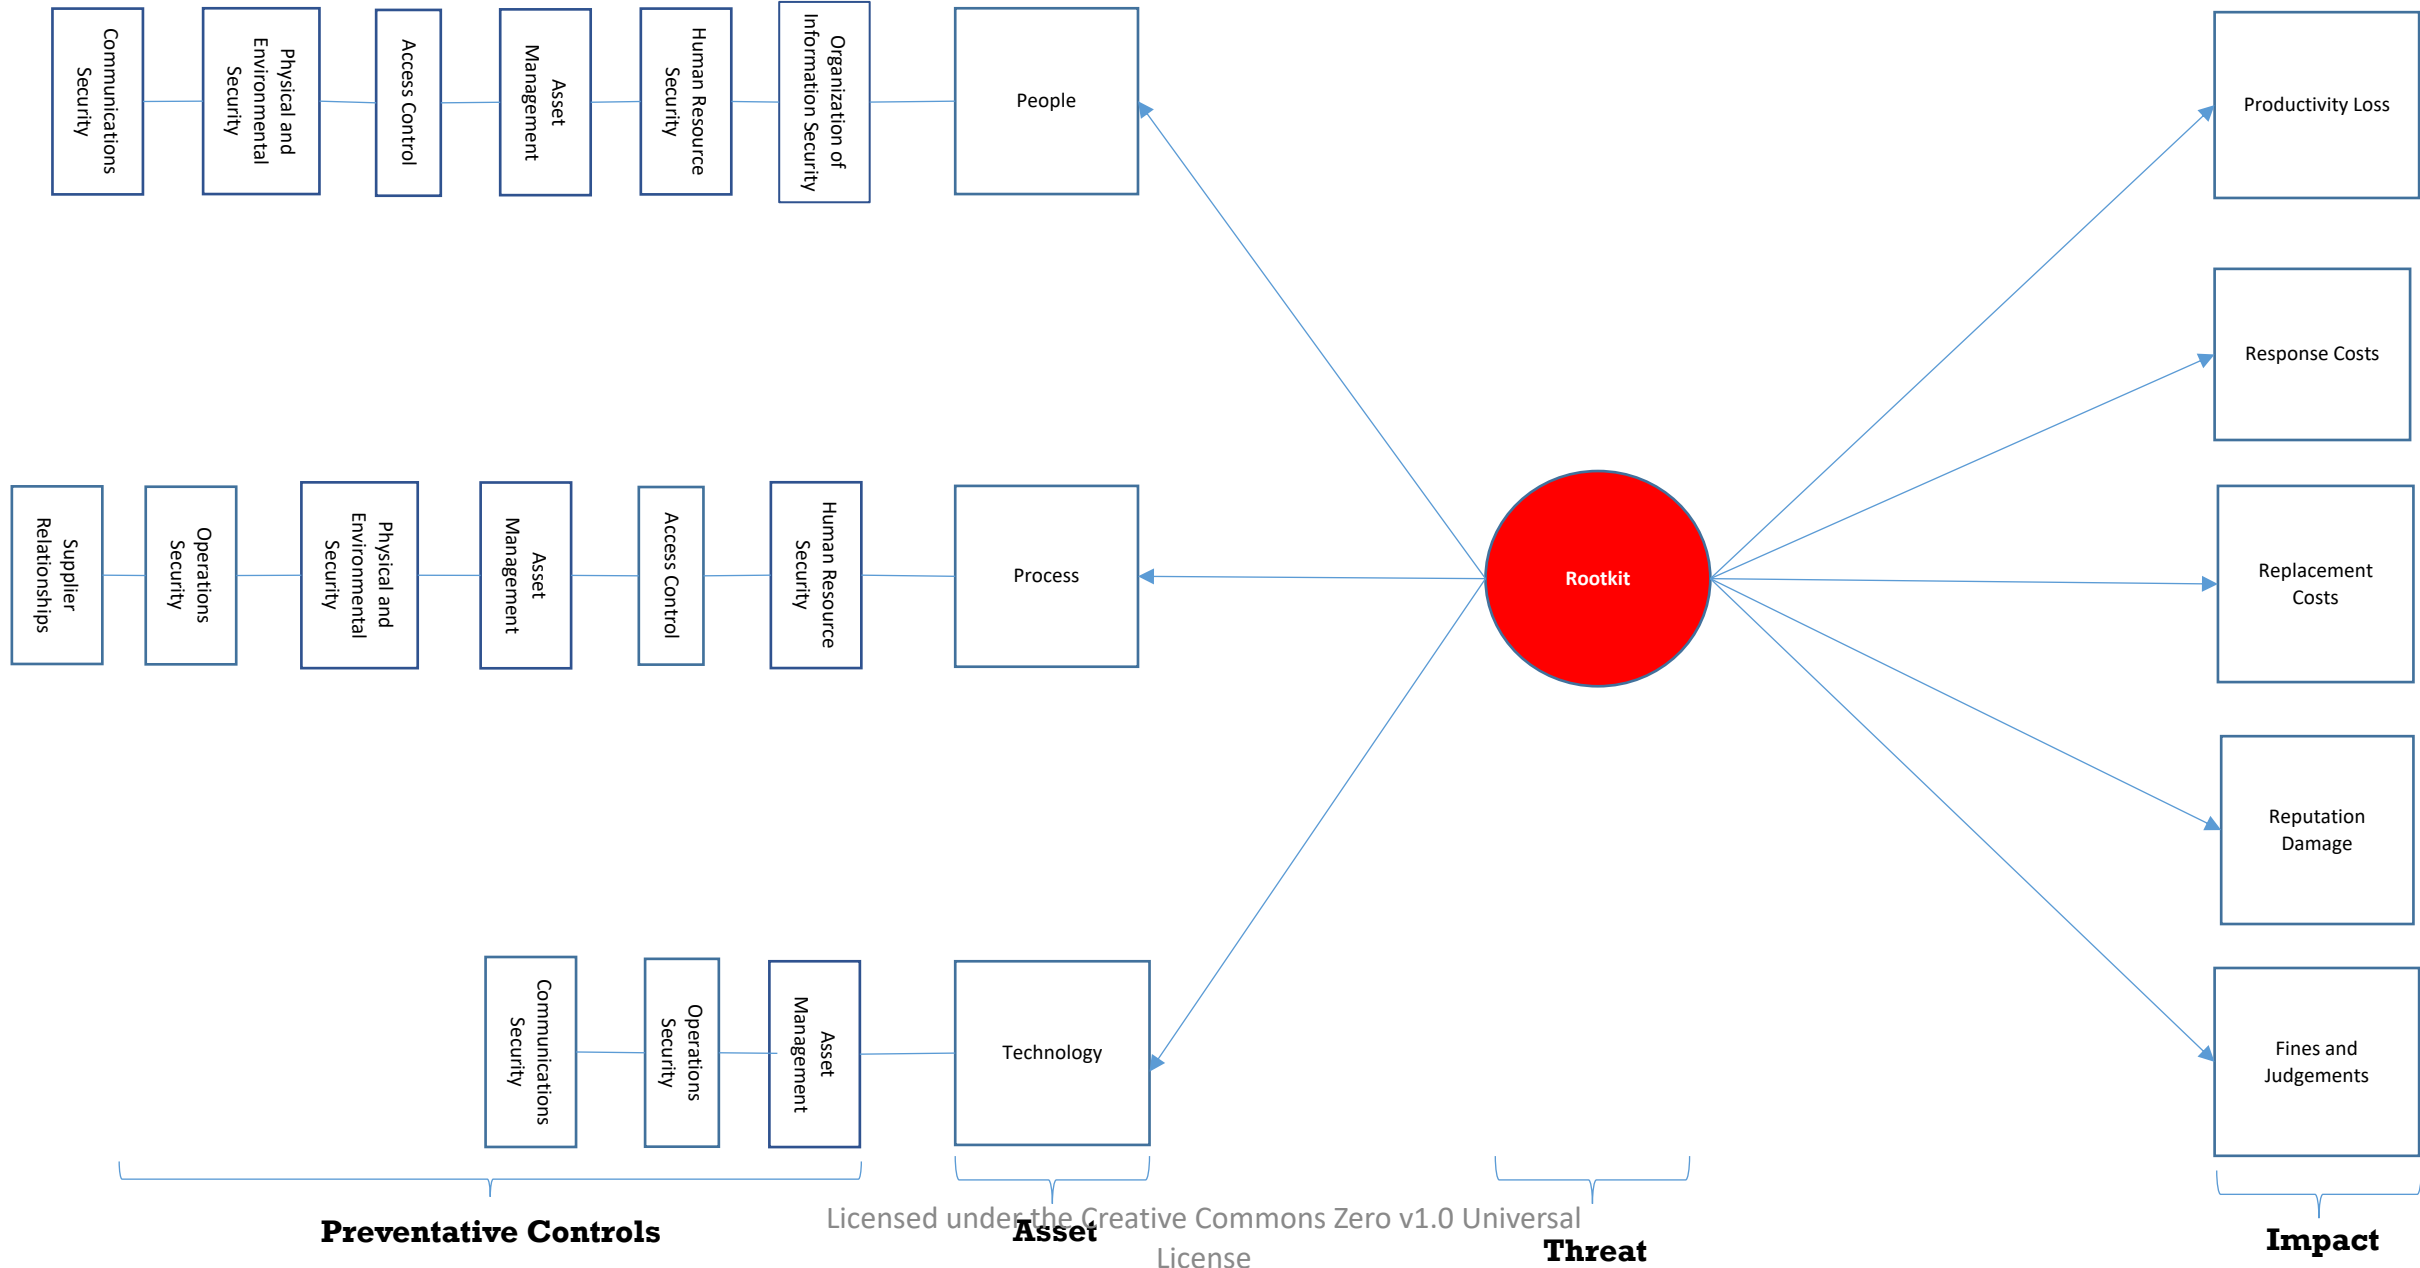 Communications
Security
Physical and
Environmental
Security
Access Control
Asset
Management
Human Resource
Security
Organization of
Information Security
People
Productivity Loss
Response Costs
Supplier
Relationships
Operations
Security
Physical and
Environmental
Security
Asset
Management
Access Control
Human Resource
Security
Process
Rootkit
Replacement
Costs
Reputation
Damage
Communications
Security
Operations
Security
Asset
Management
Technology
Fines and
Judgements
Preventative Controls
Asset
Threat
Impact
Licensed under the Creative Commons Zero v1.0 Universal
License